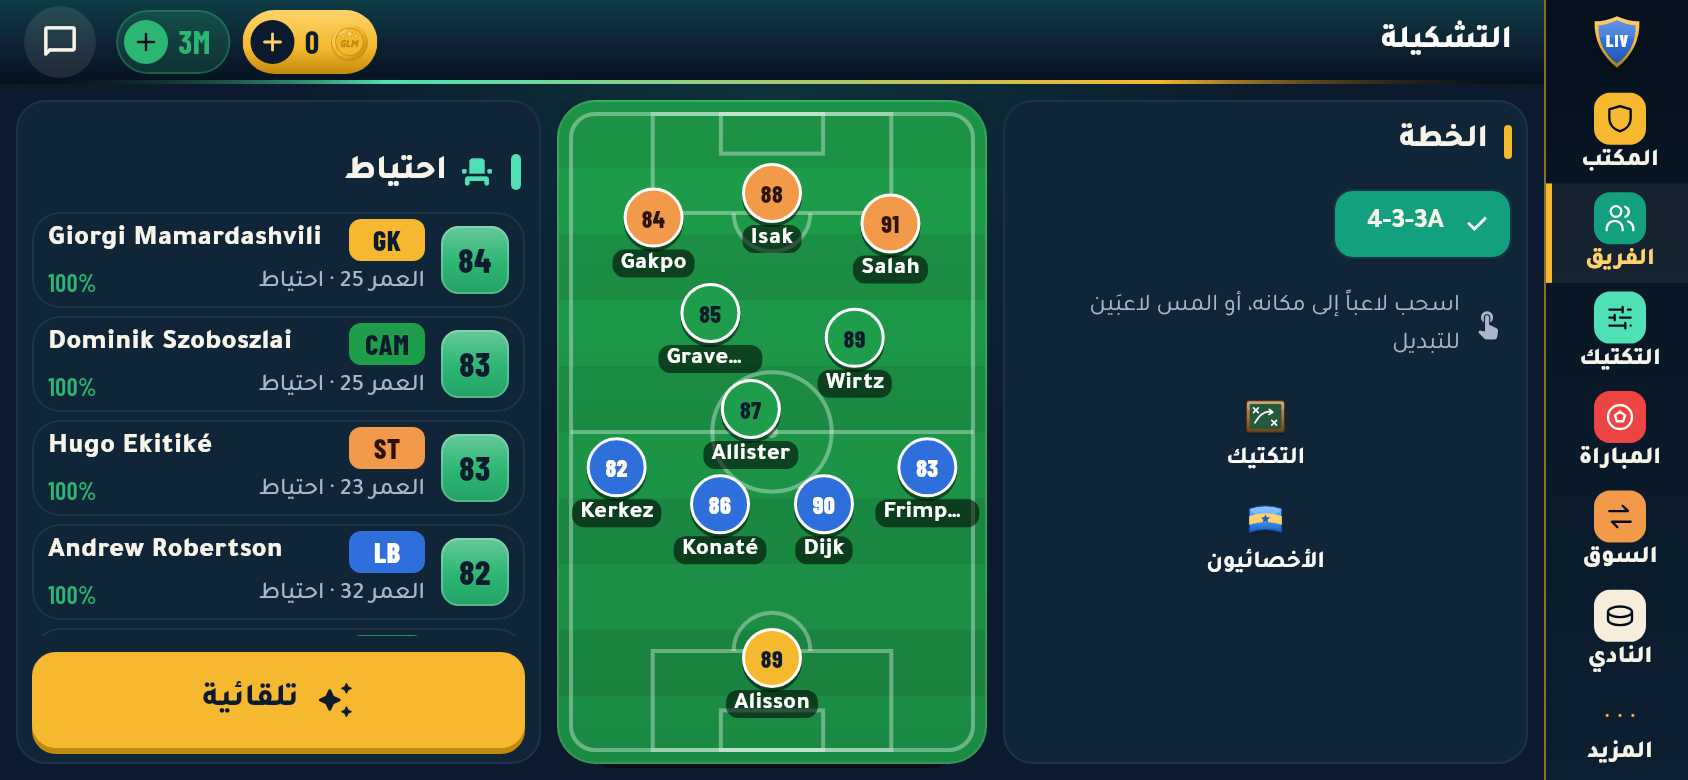 LIV
المكتب
الفريق
التكتيك
المباراة
السوق
النادي
...
المزيد
التشكيلة
0
GLM
3M
الخطة
4-3-3A
اسحب لاعباً إلى مكانه، أو المس لاعبَين
للتبديل
التكتيك
الأخصائيون
88
Isak
84
Gakpo
91
Salah
85
Grave...
89
Wirtz
87
Allister
82
Kerkez
83
Frimp...
86
Konaté
90
Dijk
89
Alisson
احتياط
84
GK
Giorgi Mamardashvili
العمر 25 · احتياط
100%
83
CAM
Dominik Szoboszlai
العمر 25 · احتياط
100%
83
ST
Hugo Ekitiké
العمر 23 · احتياط
100%
82
LB
Andrew Robertson
العمر 32 · احتياط
100%
تلقائية